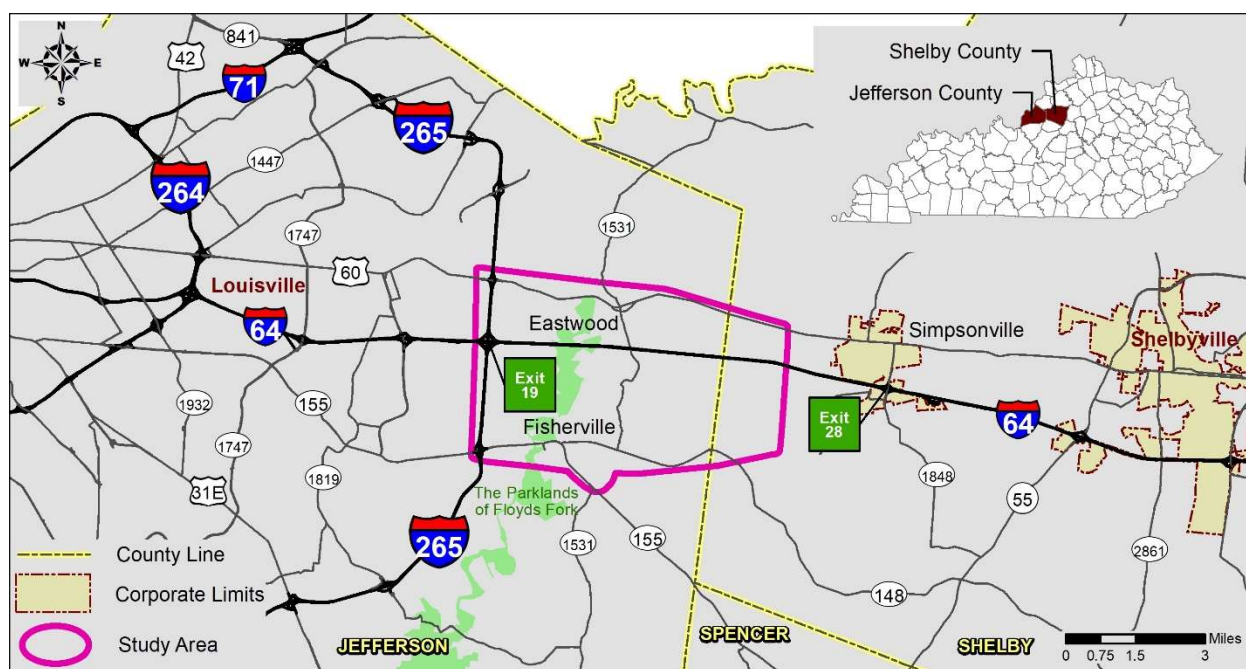 N
W E
S
841
42
71
265
Shelby County
Jefferson County
1447
264
1747
1531
60
Louisville
64
Eastwood
Simpsonville
Shelbyville
Exit
19
Exit
28
64
1932
155
Fisherville
1747
1819
31E
The Parklands
of Floyds Fork
1848
55
265
1531
155
2861
148
County Line
Corporate Limits
Study Area
JEFFERSON
SPENCER
SHELBY
Miles
0 0.75 1.5 3